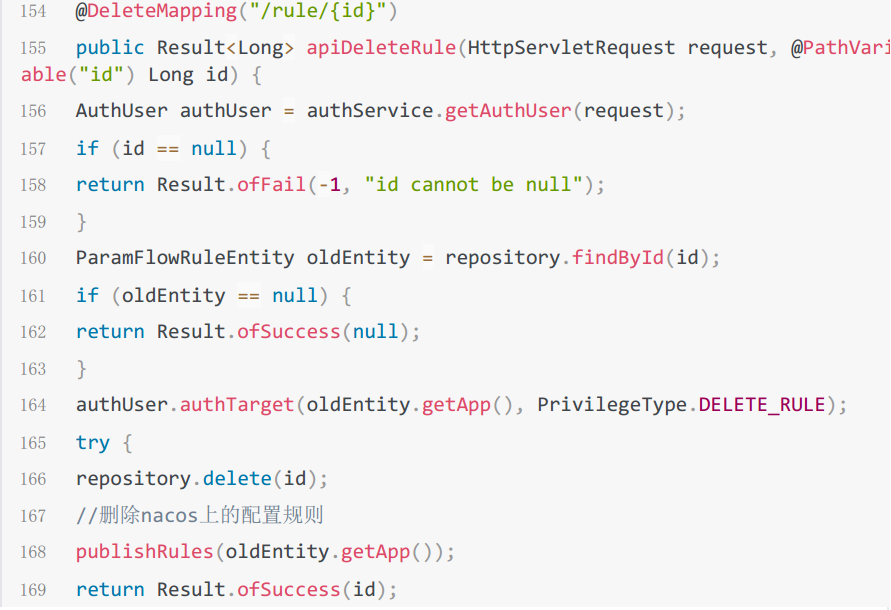 154 @DeleteMapping("/rule/{id}")
155 public Result<Long> apiDeleteRule(HttpServletRequest request, @PathVari
able("id") Long id) {
156 AuthUser authUser = authService.getAuthUser(request);
157 if (id == null) {
158 return Result.ofFail(-1, "id cannot be null");
159 }
160 ParamFlowRuleEntity oldEntity = repository.findById(id);
161 if (oldEntity == null) {
162 return Result.ofSuccess(null);
163 }
164 authUser.authTarget(oldEntity.getApp(), PrivilegeType.DELETE_RULE);
165 try {
166 repository.delete(id);
167 //删除nacos上的配置规则
168 publishRules(oldEntity.getApp());
169 return Result.ofSuccess(id);